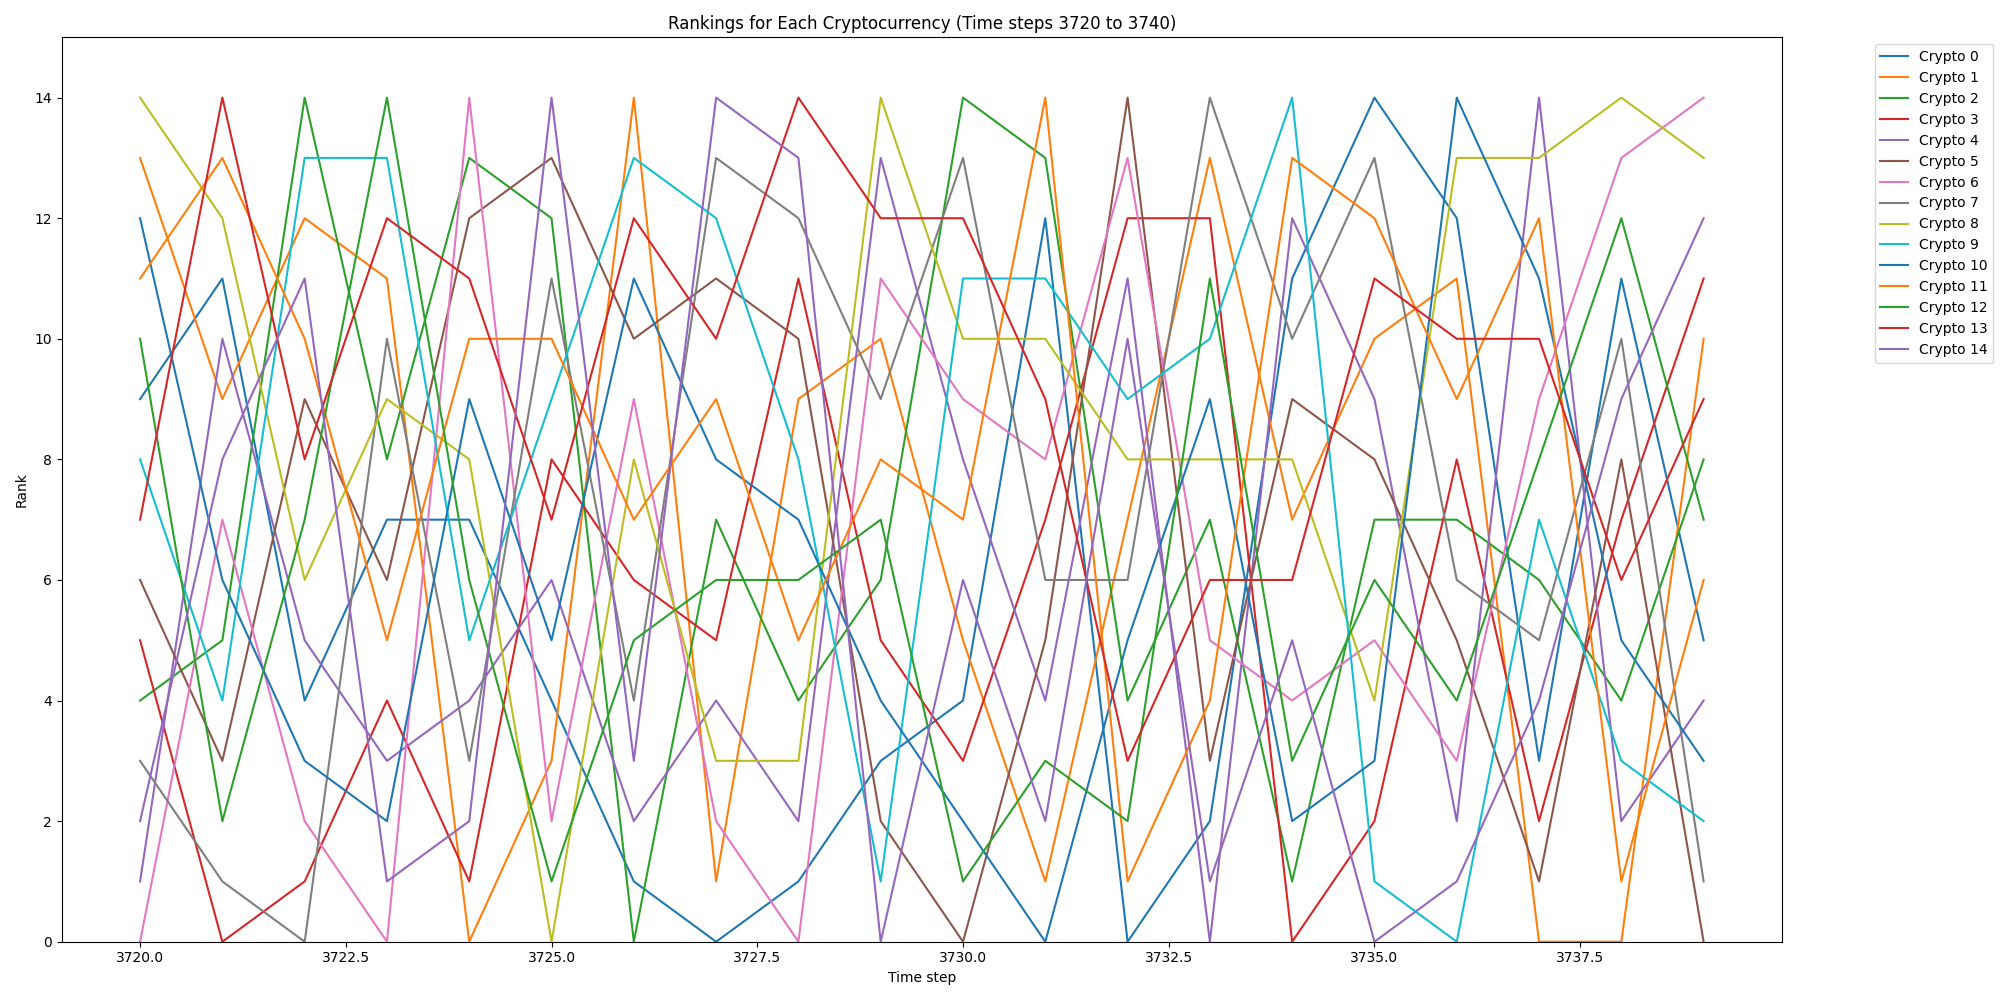 Rankings for Each Cryptocurrency (Time steps 3720 to 3740)
Rank
14
12
10
8
6
4
2
0
3720.0 3722.5 3725.0 3727.5 3730.0 3732.5 3735.0 3737.5
Time step
Crypto 0
Crypto 1
Crypto 2
Crypto 3
Crypto 4
Crypto 5
Crypto 6
Crypto 7
Crypto 8
Crypto 9
Crypto 10
Crypto 11
Crypto 12
Crypto 13
Crypto 14